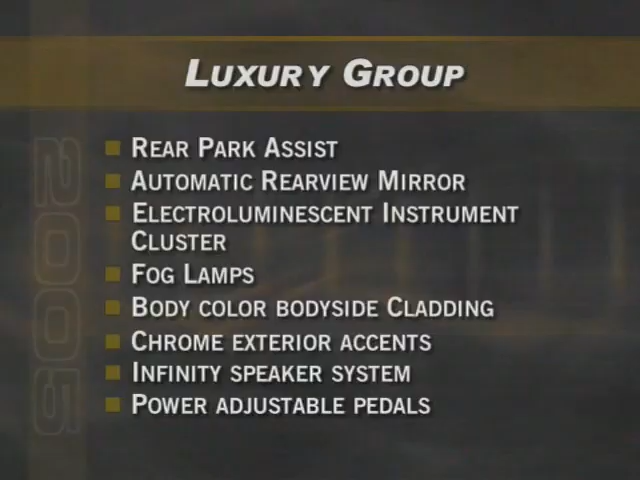 LUXURY GROUP
REAR PARK ASSIST
AUTOMATIC REARVIEW MIRROR
ELECTROLUMINESCENT INSTRUMENT
CLUSTER
FOG LAMPS
BODY COLOR BODYSIDE CLADDING
CHROME EXTERIOR ACCENTS
INFINITY SPEAKER SYSTEM
POWER ADJUSTABLE PEDALS
2005